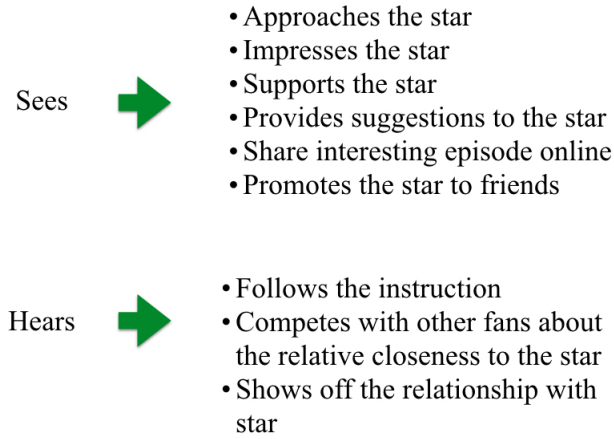 Sees
• Approaches the star
• Impresses the star
• Supports the star
• Provides suggestions to the star
• Share interesting episode online
• Promotes the star to friends
Hears
• Follows the instruction
• Competes with other fans about
the relative closeness to the star
• Shows off the relationship with
star